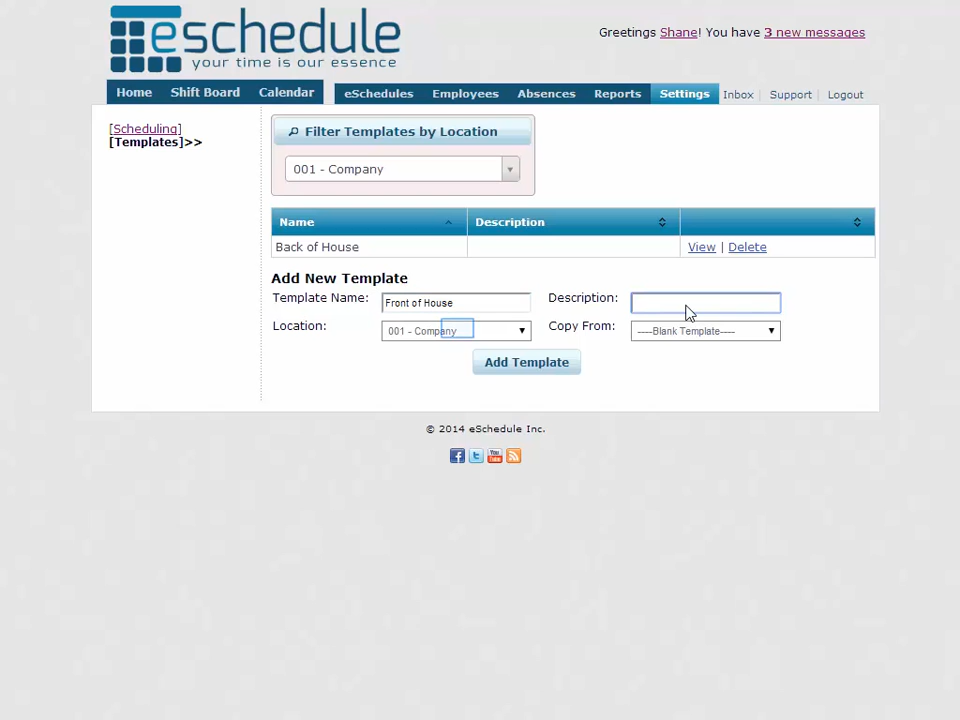 eschedule
your time is our essence
Greetings Shane! You have 3 new messages
Home Shift Board Calendar eSchedules Employees Absences Reports Settings Inbox | Support | Logout
[Scheduling]
[Templates]>>
Filter Templates by Location
001 - Company
Name Description
Back of House View | Delete
Add New Template
Template Name: Front of House Description:
Location: 001 - Company Copy From: ----Blank Template----
Add Template
© 2014 eSchedule Inc.
You Tube